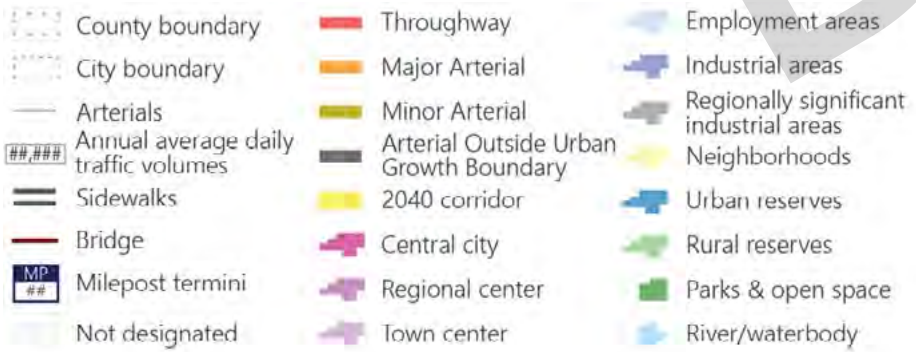 County boundary
City boundary
Arterials
##,###
Annual average daily
traffic volumes
Sidewalks
Bridge
MP
##
Milepost termini
Not designated
Throughway
Major Arterial
Minor Arterial
Arterial Outside Urban
Growth Boundary
2040 corridor
Central city
Regional center
Town center
Employment areas
Industrial areas
Regionally significant
industrial areas
Neighborhoods
Urban reserves
Rural reserves
Parks & open space
River/waterbody